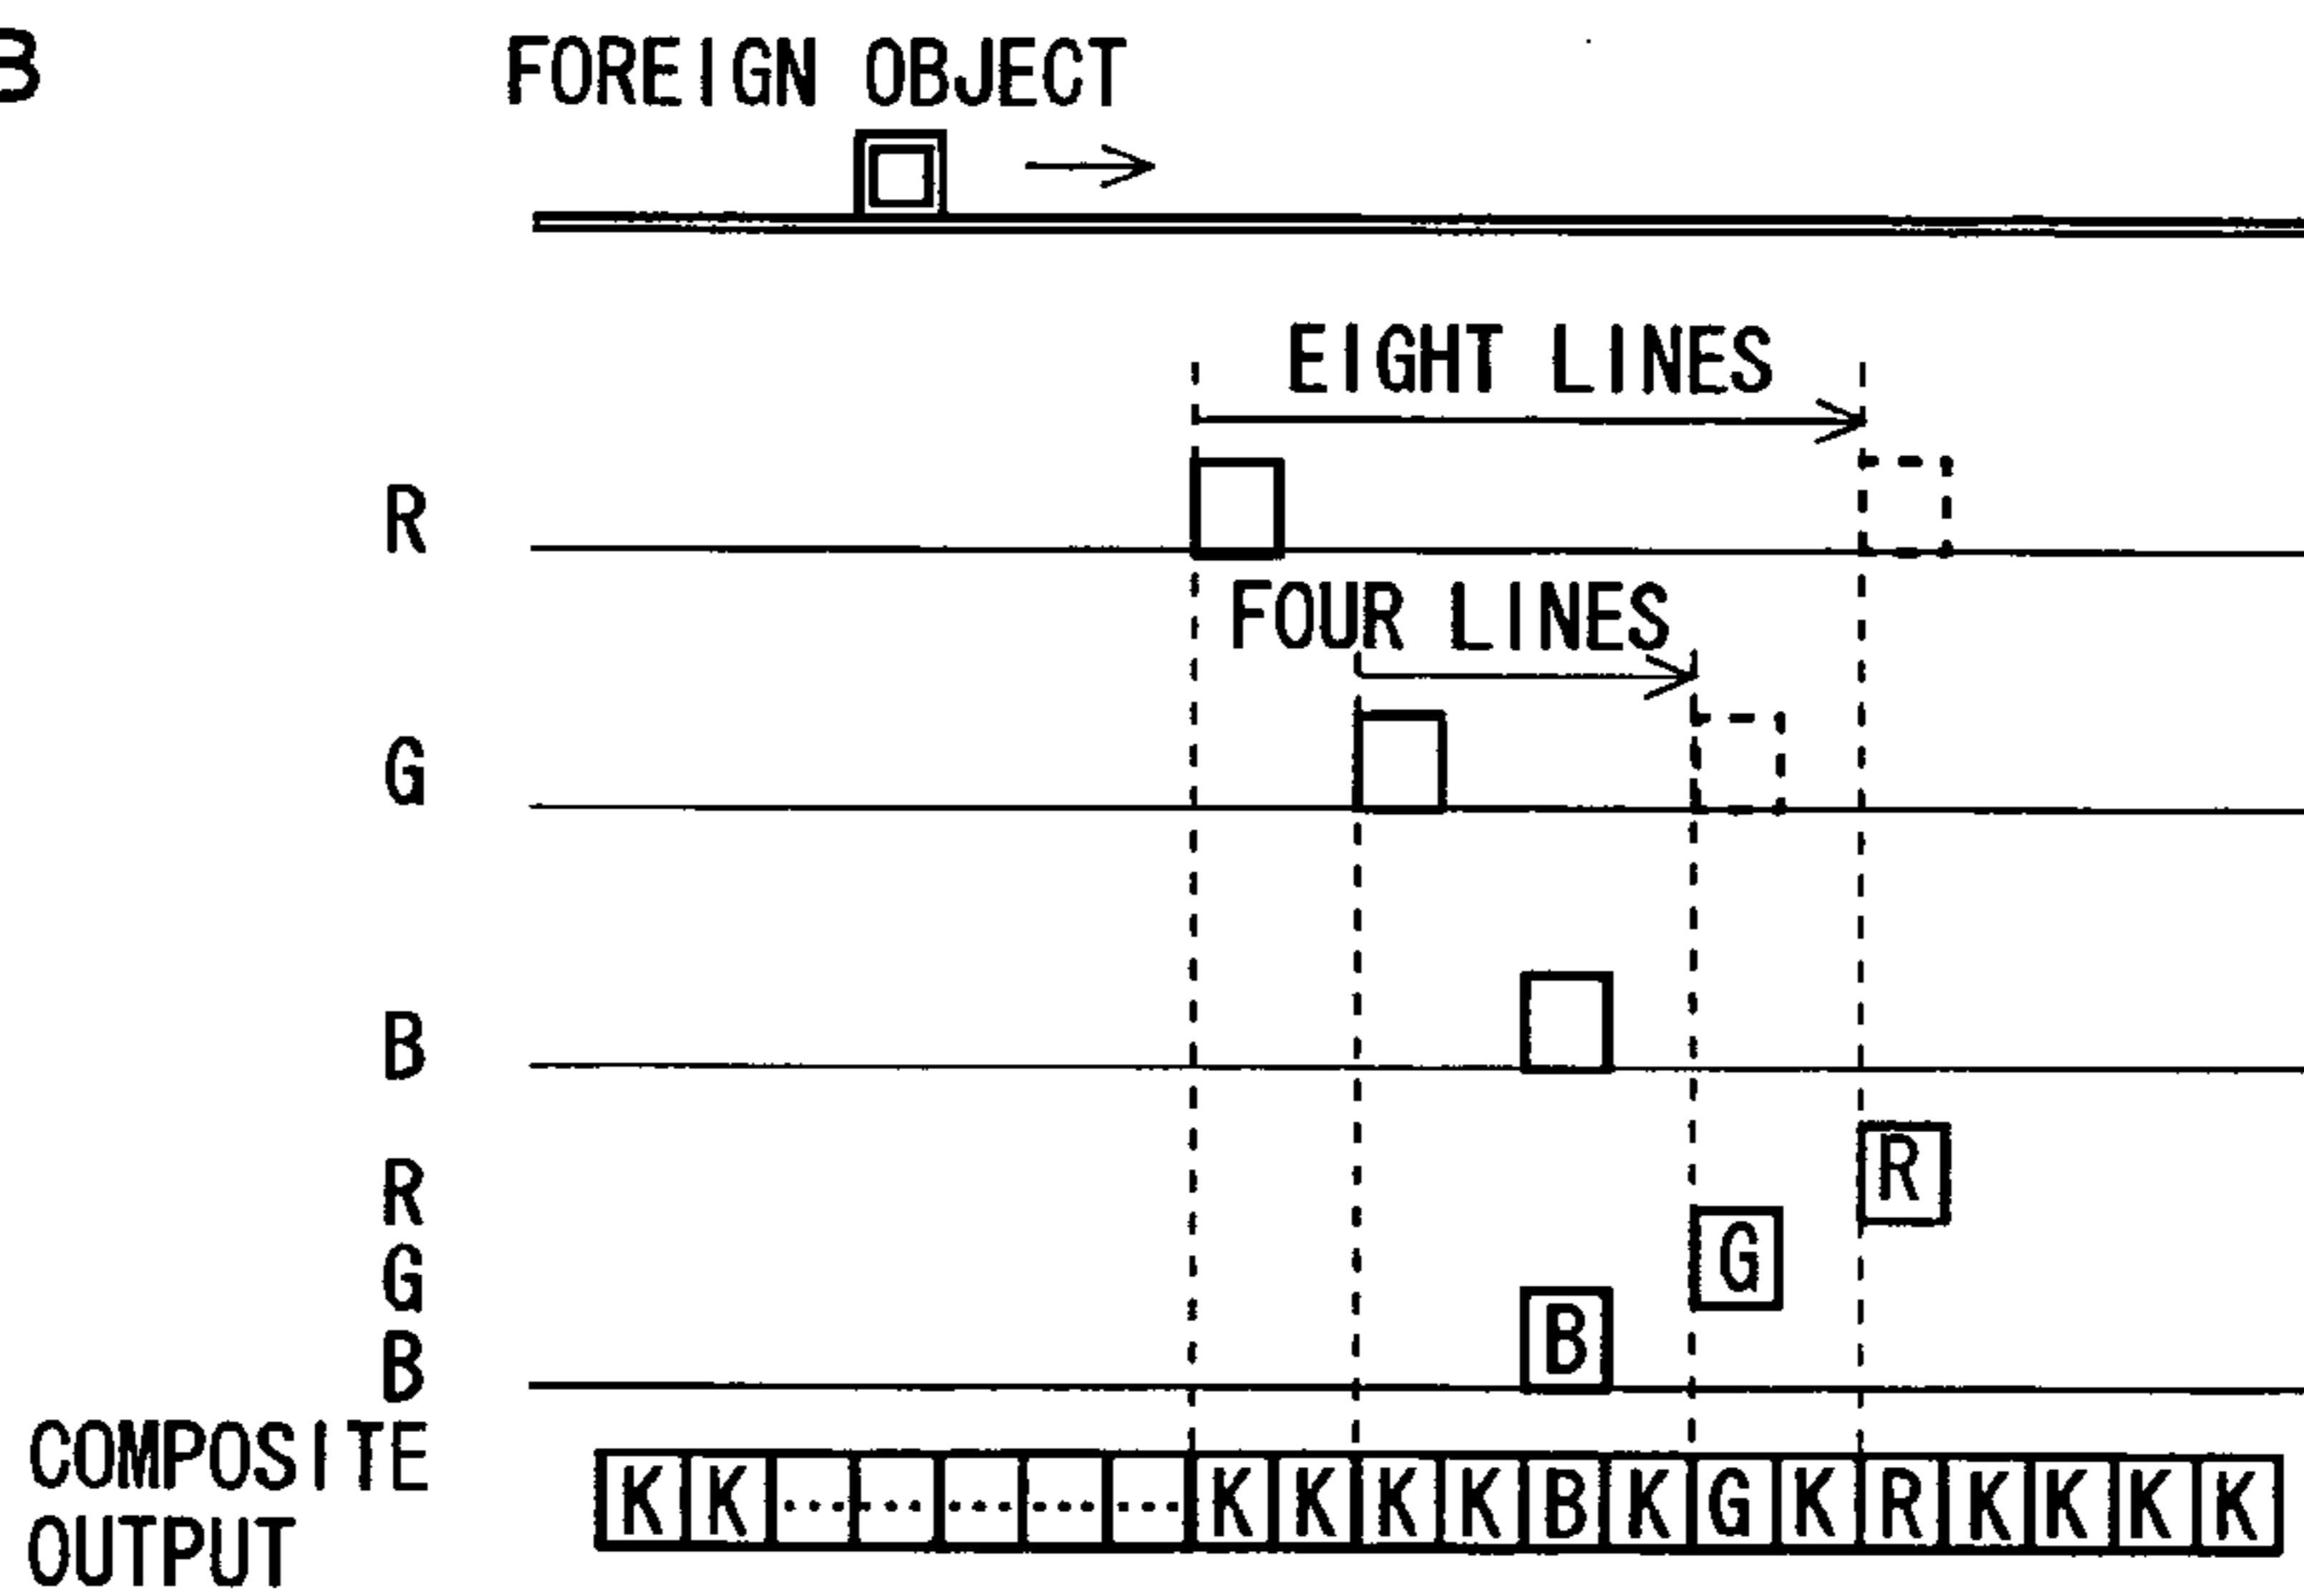 B
FOREIGN OBJECT
EIGHT LINES
R
FOUR LINES
G
B
R R
G G
B B
COMPOSITE OUTPUT
K K ... ... ... ... ... K K K K B K G K R K K K K